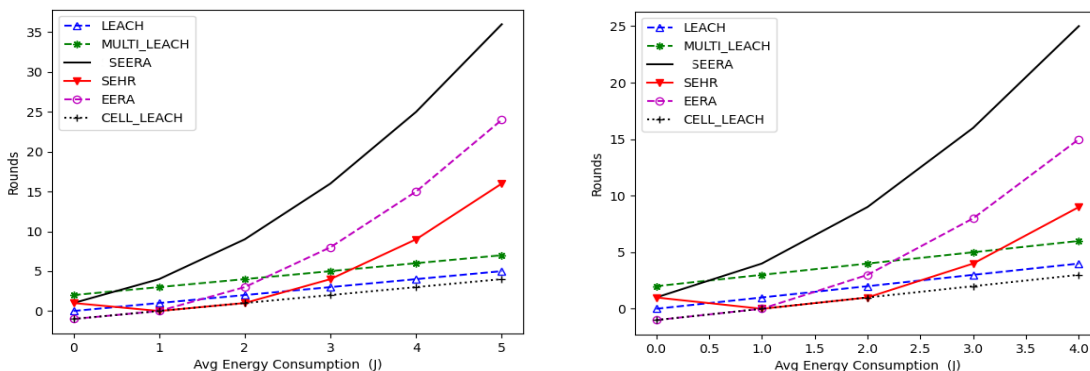 LEACH
MULTI_LEACH
SEERA
SEHR
EERA
CELL_LEACH
35
30
25
20
15
10
5
0
Rounds
0 1 2 3 4 5
Avg Energy Consumption (J)
LEACH
MULTI_LEACH
SEERA
SEHR
EERA
CELL_LEACH
25
20
15
10
5
0
Rounds
0.0 0.5 1.0 1.5 2.0 2.5 3.0 3.5 4.0
Avg Energy Consumption (J)